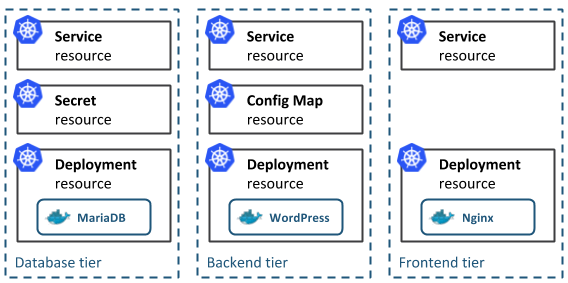 Service
resource
Secret
resource
Deployment
resource
MariaDB
Database tier
Service
resource
Config Map
resource
Deployment
resource
WordPress
Backend tier
Service
resource
Deployment
resource
Nginx
Frontend tier